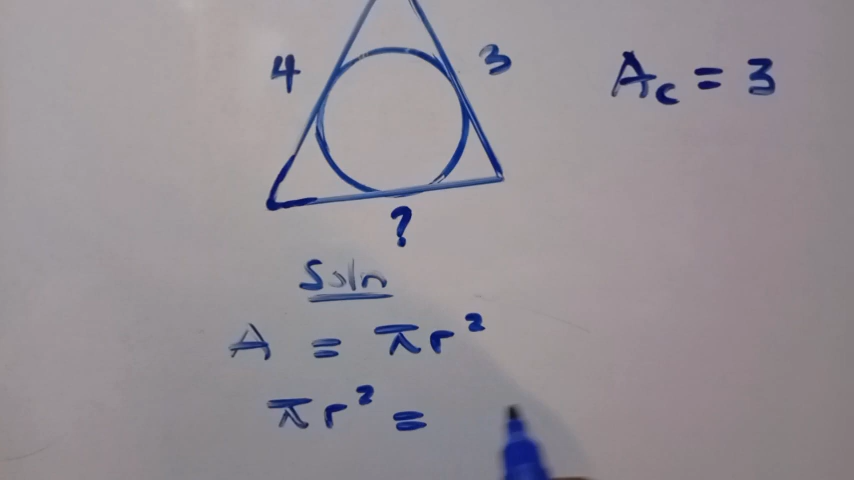 4
3
A_c = 3
?
Soln
A = πr²
πr² =